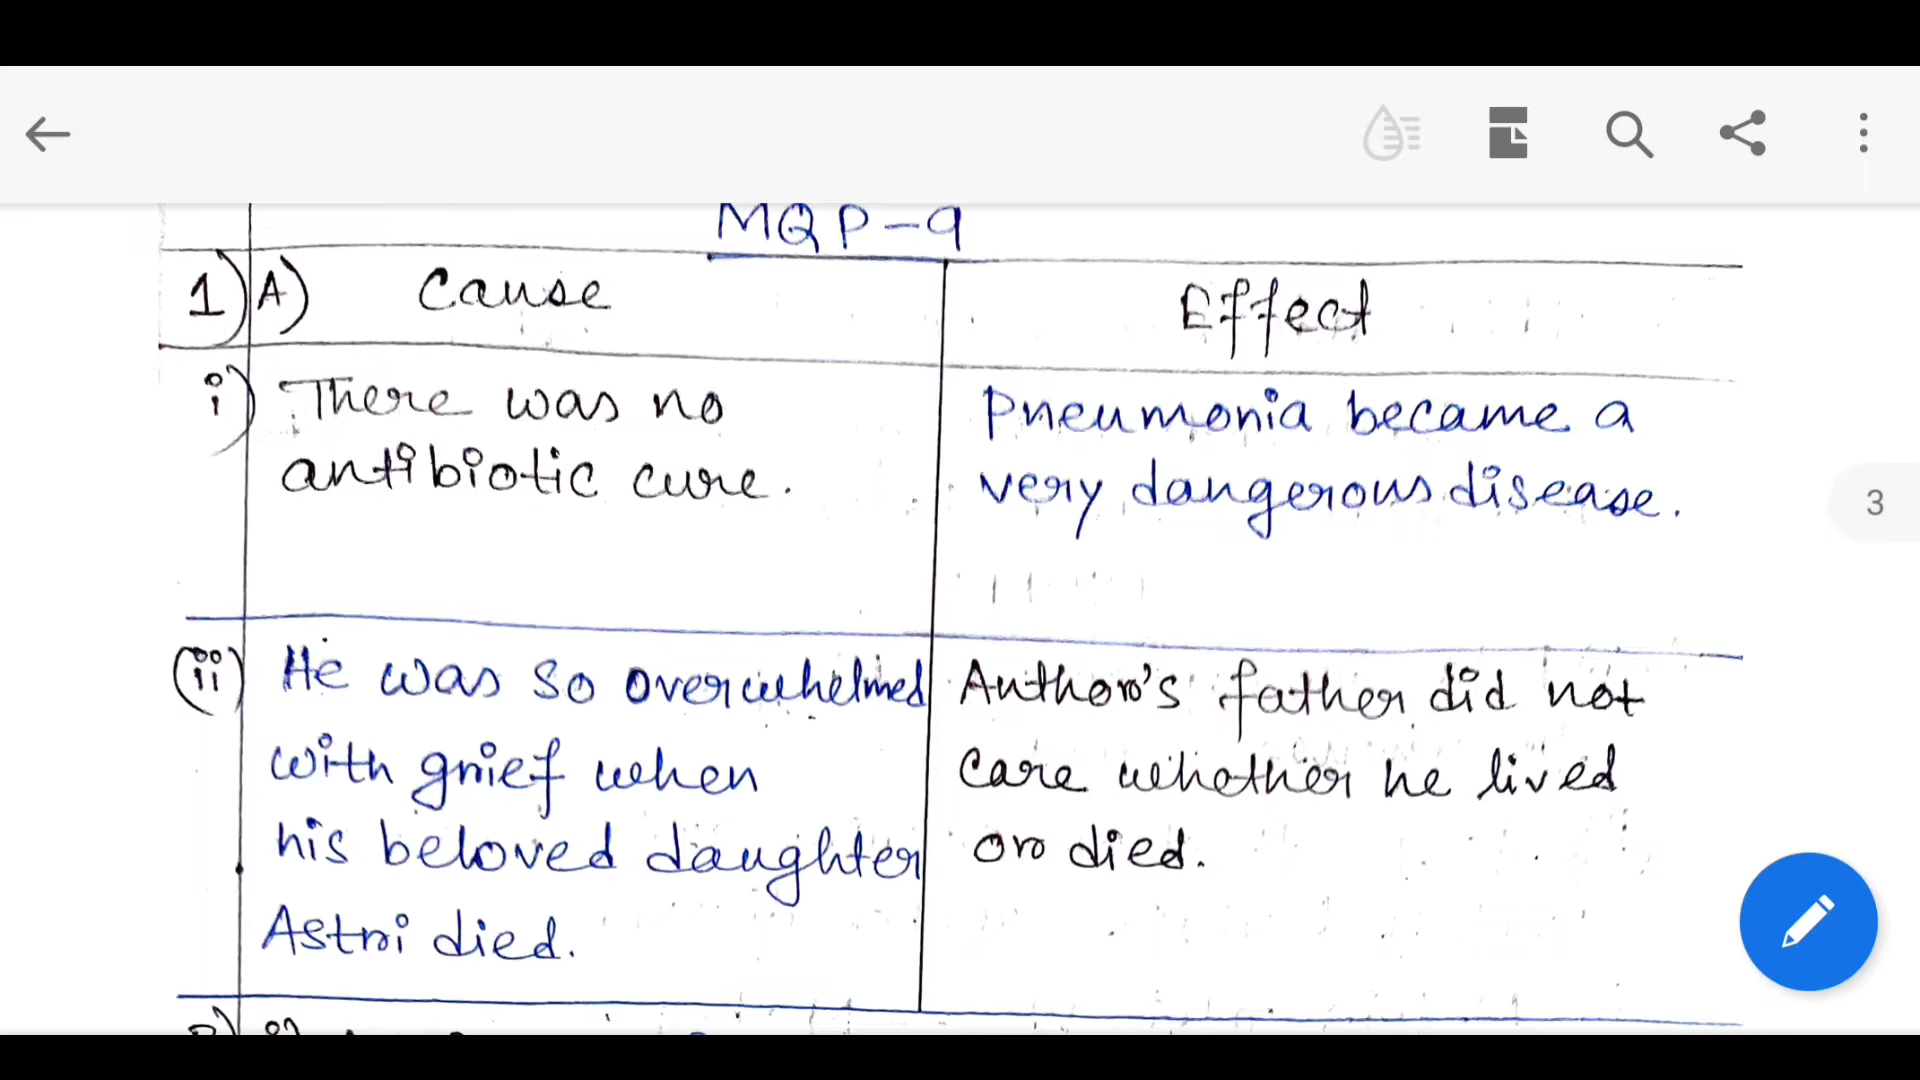 MQP-9
1) A) Cause Effect
i) There was no
antibiotic cure.
Pneumonia became a
very dangerous disease.
3
(ii) He was so overwhelmed
with grief when
his beloved daughter
Astri died.
Author's father did not
care whether he lived
or died.